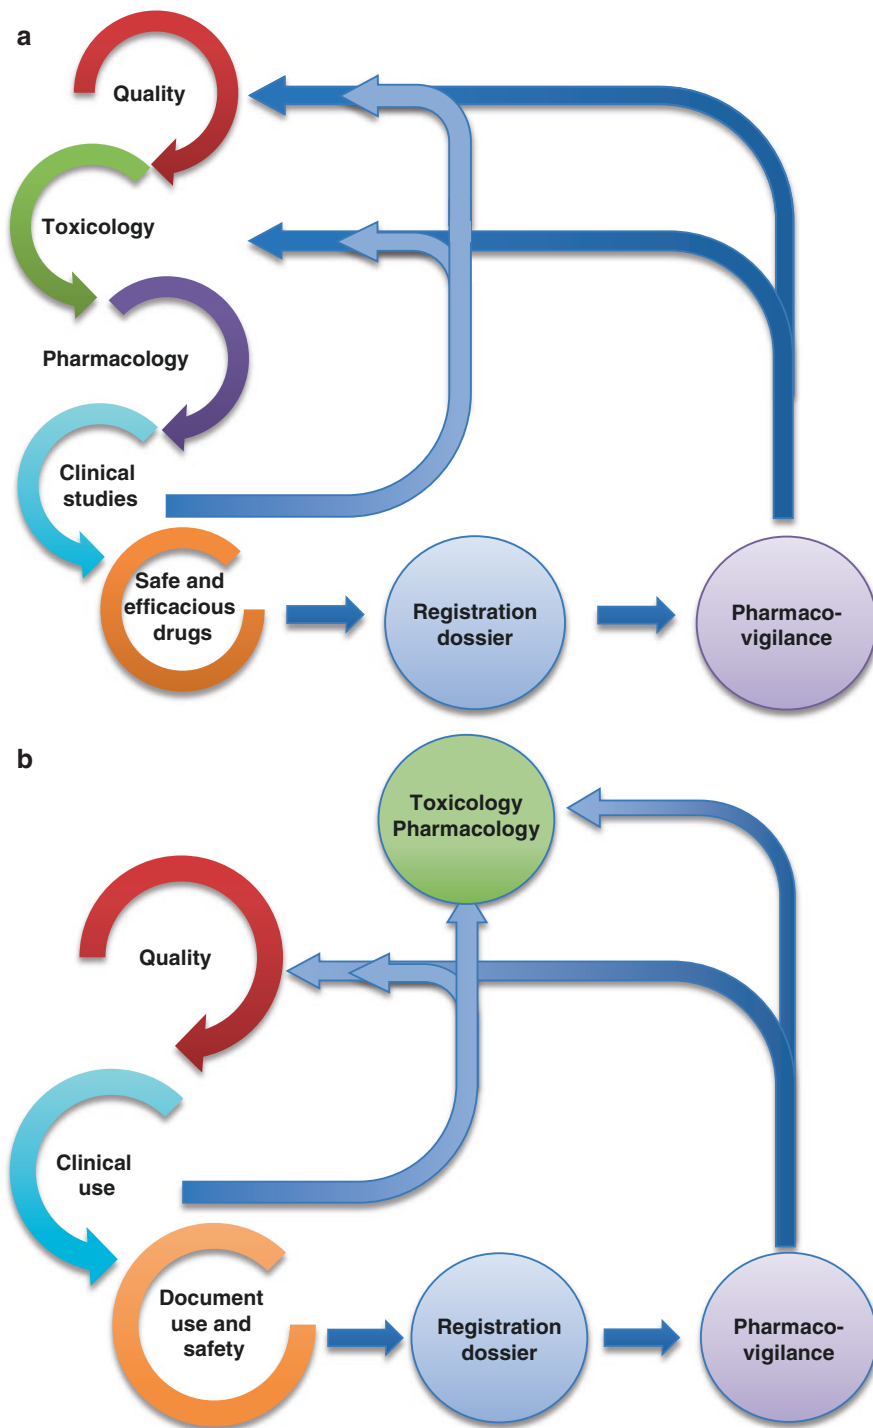 a
Quality
Toxicology
Pharmacology
Clinical
studies
Safe and
efficacious
drugs
Registration
dossier
Pharmaco-
vigilance
b
Toxicology
Pharmacology
Quality
Clinical
use
Document
use and
safety
Registration
dossier
Pharmaco-
vigilance